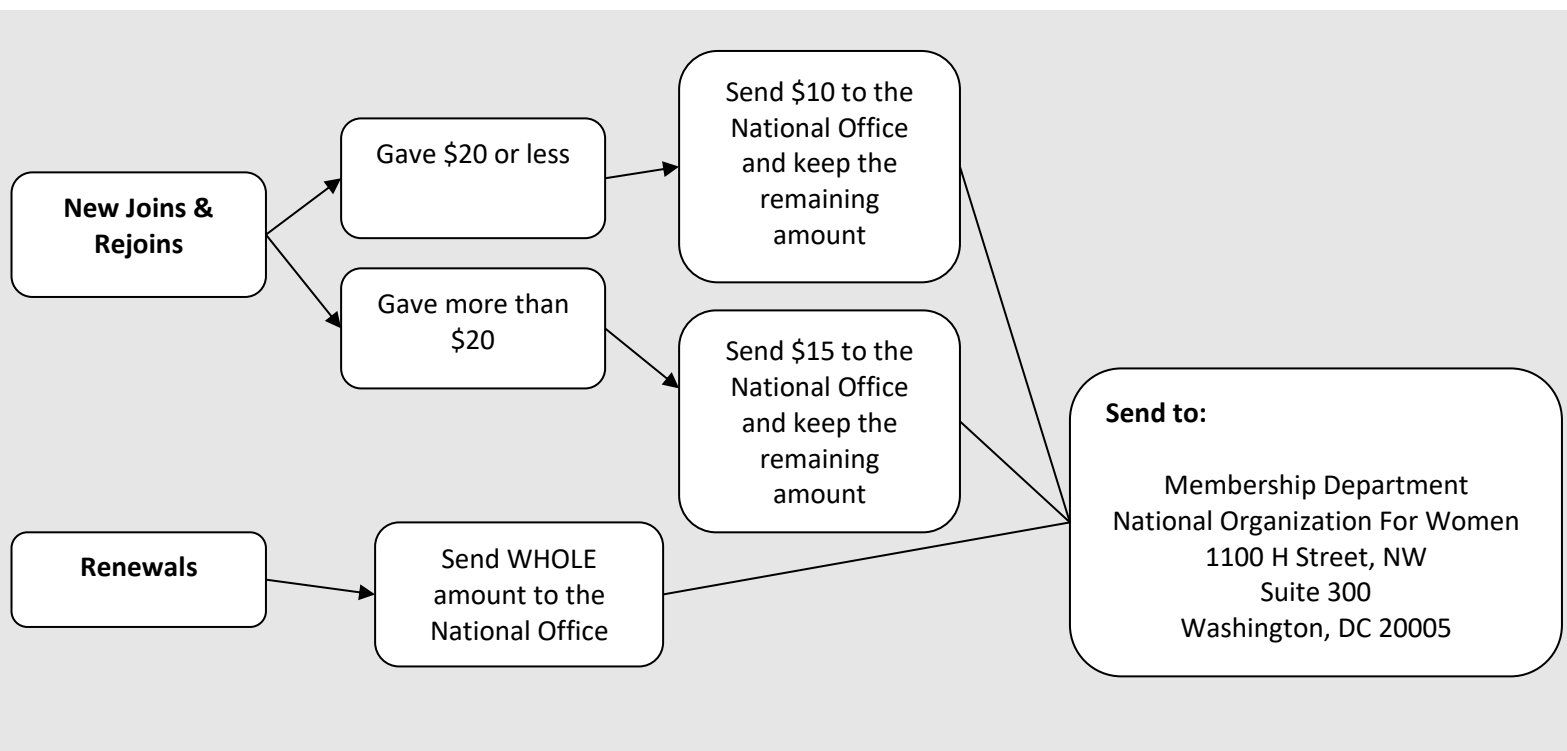 New Joins &
Rejoins
Gave $20 or less
Send $10 to the
National Office
and keep the
remaining
amount
Gave more than
$20
Send $15 to the
National Office
and keep the
remaining
amount
Renewals
Send WHOLE
amount to the
National Office
Send to:
Membership Department
National Organization For Women
1100 H Street, NW
Suite 300
Washington, DC 20005